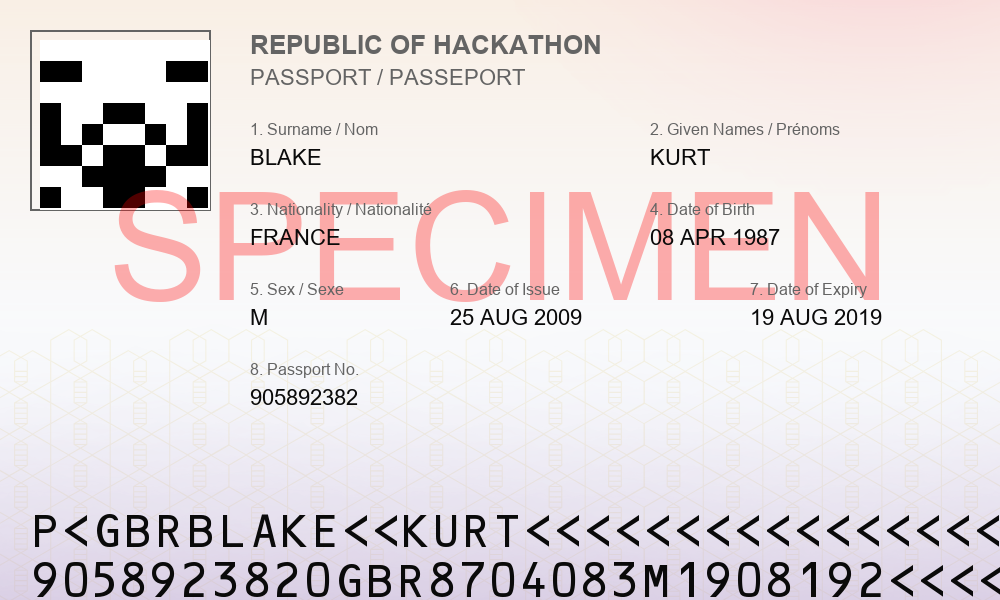 REPUBLIC OF HACKATHON
PASSPORT / PASSEPORT
1. Surname / Nom 2. Given Names / Prénoms
BLAKE KURT
SPECIMEN
3. Nationality / Nationalité 4. Date of Birth
FRANCE 08 APR 1987
5. Sex / Sexe 6. Date of Issue 7. Date of Expiry
M 25 AUG 2009 19 AUG 2019
8. Passport No.
905892382
P<GBRBLAKE<<KURT<<<<<<<<<<<<<<<<
9058923820GBR8704083M1908192<<<<